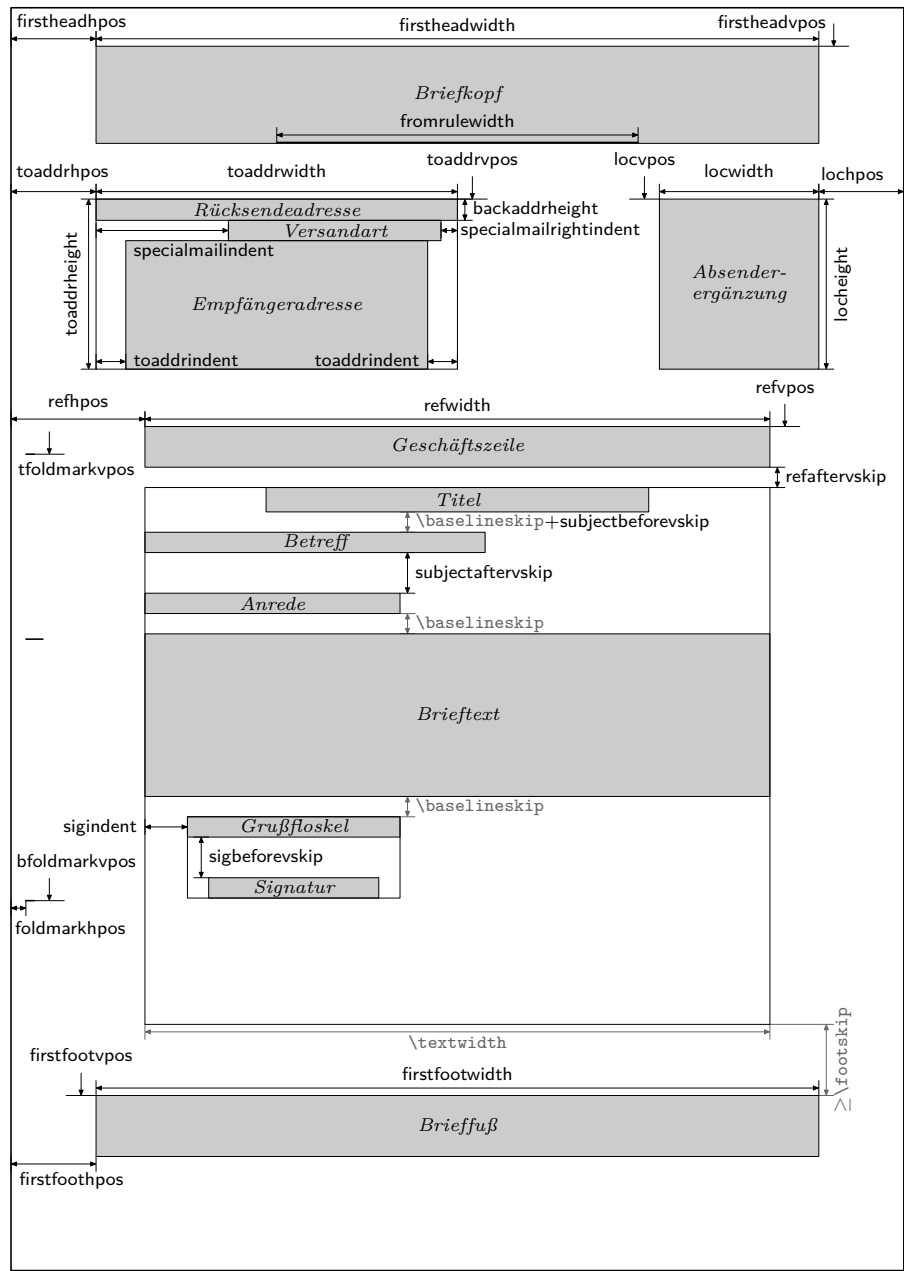 firstheadhpos
firstheadwidth
firstheadvpos
Briefkopf
fromrulewidth
toaddrhpos
toaddrwidth
toaddrvpos
locvpos
locwidth
lochpos
Rücksendeadresse
backaddrheight
Versandart
specialmailrightindent
specialmailindent
toaddrheight
Empfängeradresse
Absender-
ergänzung
locheight
toaddrindent
toaddrindent
refhpos
refwidth
refvpos
Geschäftszeile
tfoldmarkvpos
refaftervskip
Titel
\baselineskip+subjectbeforevskip
Betreff
subjectaftervskip
Anrede
\baselineskip
Brieftext
\baselineskip
sigindent
Grußfloskel
sigbeforevskip
bfoldmarkvpos
Signatur
foldmarkhpos
\textwidth
≥\footskip
firstfootvpos
firstfootwidth
Brieffuß
firstfoothpos